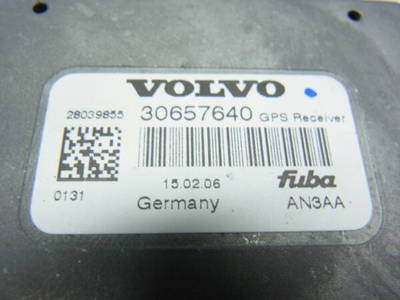 VOLVO
28039855 30657640 GPS Receiver
15.02.06 fuba
0131 Germany AN3AA